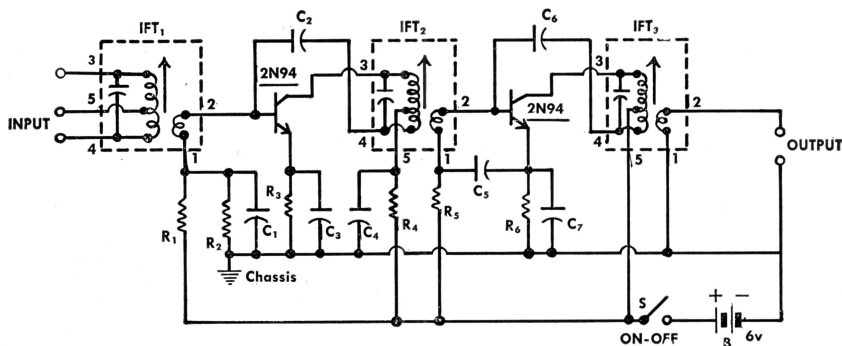 IFT₁
C₂
IFT₂
C₆
IFT₃
3
5
4
INPUT
2
1
2N94
3
4
5
2
1
2N94
3
4
5
2
1
OUTPUT
R₁
R₂
C₁
R₃
C₃
C₄
R₄
R₅
C₅
R₆
C₇
Chassis
S
ON-OFF
+
−
B
6v